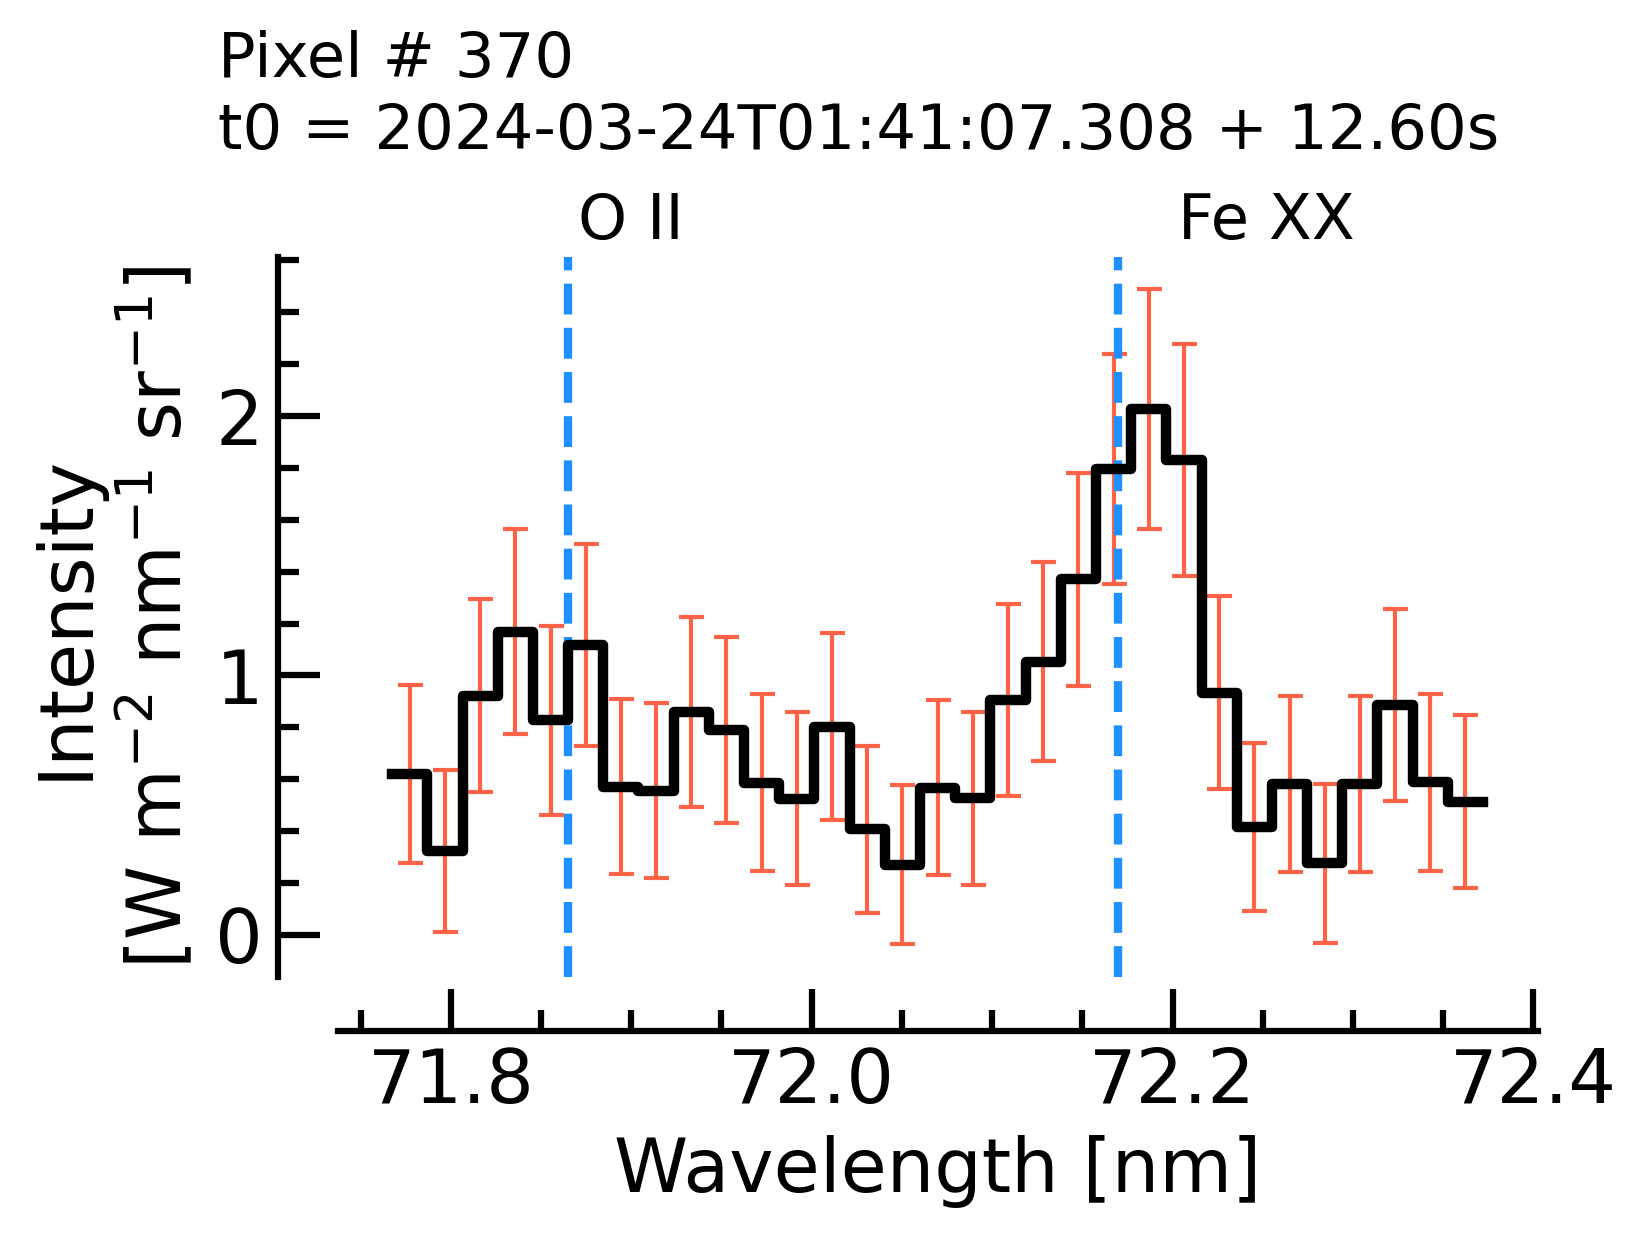 Pixel # 370
t0 = 2024-03-24T01:41:07.308 + 12.60s
O II
Fe XX
Intensity
[W m⁻² nm⁻¹ sr⁻¹]
2
1
0
71.8
72.0
72.2
72.4
Wavelength [nm]